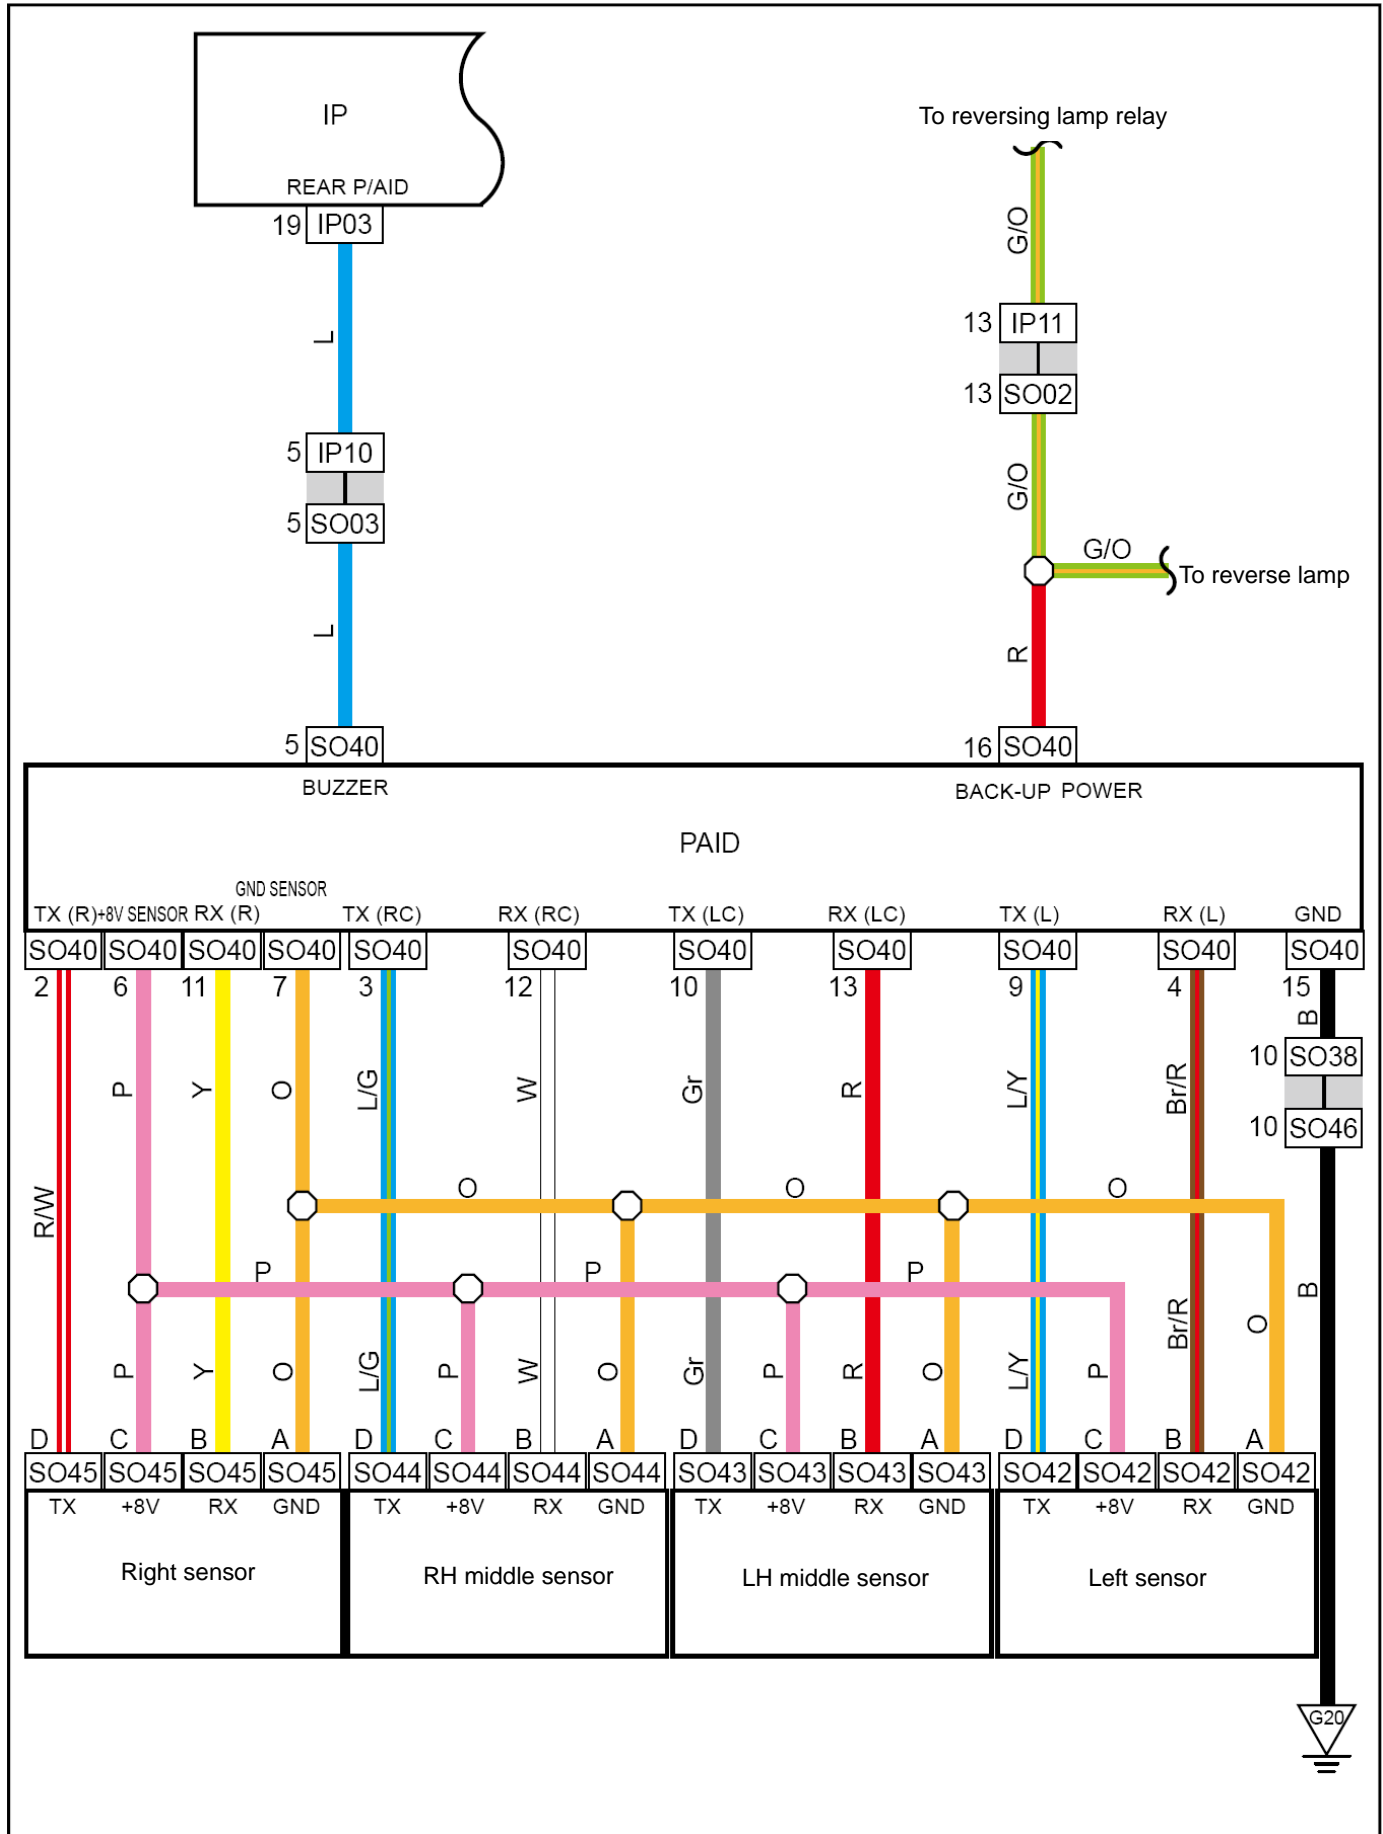 IP
To reversing lamp relay
REAR P/AID
19 IP03
G/O
13 IP11
L
13 SO02
5 IP10
G/O
5 SO03
G/O
To reverse lamp
L
R
5 SO40
16 SO40
BUZZER
BACK-UP POWER
PAID
GND SENSOR
TX (R) +8V SENSOR RX (R) TX (RC) RX (RC) TX (LC) RX (LC) TX (L) RX (L) GND
SO40 SO40 SO40 SO40 SO40 SO40 SO40 SO40 SO40 SO40 SO40
2 6 11 7 3 12 10 13 9 4 15
B
10 SO38
P Y O L/G W Gr R L/Y Br/R
10 SO46
O O O
R/W
P P P
B
Br/R O
P Y O L/G P W O Gr P R O L/Y P
D C B A D C B A D C B A D C B A
SO45 SO45 SO45 SO45 SO44 SO44 SO44 SO44 SO43 SO43 SO43 SO43 SO42 SO42 SO42 SO42
TX +8V RX GND TX +8V RX GND TX +8V RX GND TX +8V RX GND
Right sensor RH middle sensor LH middle sensor Left sensor
G20